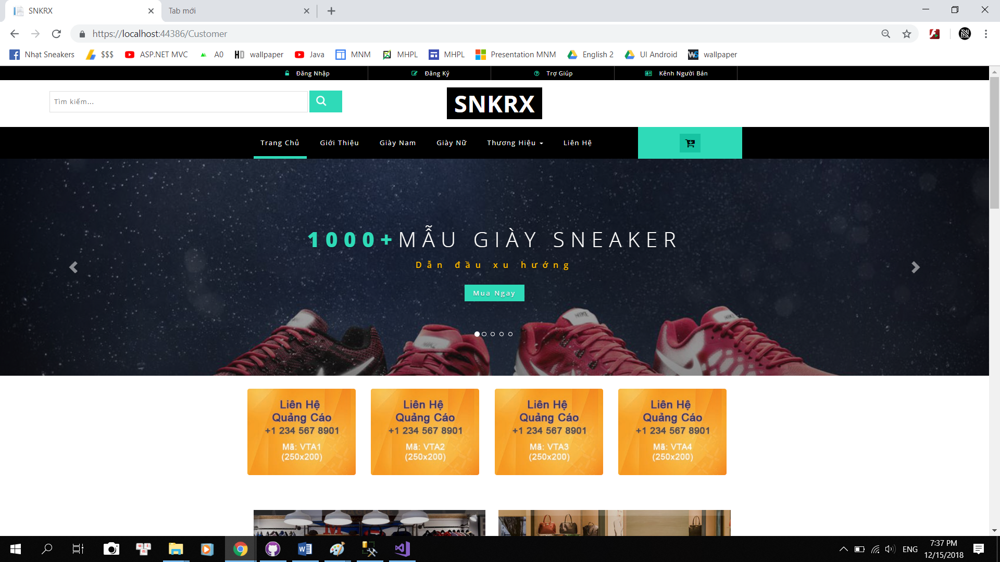 SNKRX
Tab mới
https://localhost:44386/Customer
Nhạt Sneakers $$$ ASP.NET MVC A0 wallpaper Java MNM MHPL MHPL Presentation MNM English 2 UI Android wallpaper
Đăng Nhập Đăng Ký Trợ Giúp Kênh Người Bán
Tìm kiếm...
SNKRX
Trang Chủ Giới Thiệu Giày Nam Giày Nữ Thương Hiệu Liên Hệ
1000+MẪU GIÀY SNEAKER
Dẫn đầu xu hướng
Mua Ngay
NIKE
NIKE
Liên Hệ
Quảng Cáo
+1 234 567 8901
Mã: VTA1
(250x200)
Liên Hệ
Quảng Cáo
+1 234 567 8901
Mã: VTA2
(250x200)
Liên Hệ
Quảng Cáo
+1 234 567 8901
Mã: VTA3
(250x200)
Liên Hệ
Quảng Cáo
+1 234 567 8901
Mã: VTA4
(250x200)
ENG
7:37 PM
12/15/2018